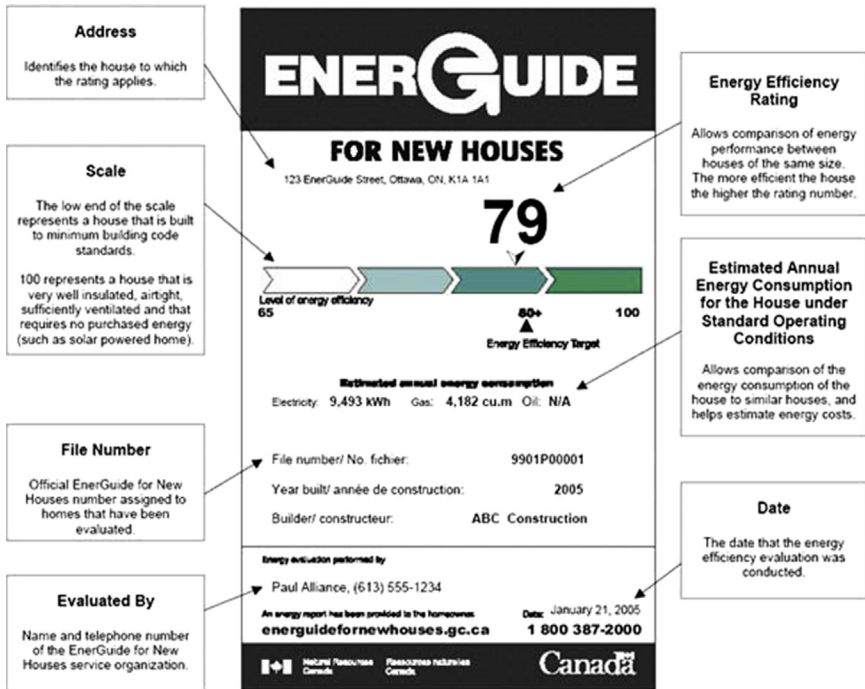 Address
Identifies the house to which
the rating applies.
Scale
The low end of the scale
represents a house that is built
to minimum building code
standards.
100 represents a house that is
very well insulated, airtight,
sufficiently ventilated and that
requires no purchased energy
(such as solar powered home).
File Number
Official EnerGuide for New
Houses number assigned to
homes that have been
evaluated.
Evaluated By
Name and telephone number
of the EnerGuide for New
Houses service organization.
ENERGUIDE
FOR NEW HOUSES
123 EnerGuide Street, Ottawa, ON, K1A 1A1
79
Level of energy efficiency
65 80+ 100
Energy Efficiency Target
Estimated annual energy consumption
Electricity: 9,493 kWh Gas: 4,182 cu.m Oil: N/A
File number/ No. fichier: 9901P00001
Year built/ année de construction: 2005
Builder/ constructeur: ABC Construction
Energy evaluation performed by
Paul Alliance, (613) 555-1234
An energy report has been provided to the homeowner. Date: January 21, 2005
energuidefornewhouses.gc.ca 1 800 387-2000
Natural Resources Ressources naturelles
Canada Canada
Canada
Energy Efficiency
Rating
Allows comparison of energy
performance between
houses of the same size.
The more efficient the house
the higher the rating number.
Estimated Annual
Energy Consumption
for the House under
Standard Operating
Conditions
Allows comparison of the
energy consumption of the
house to similar houses, and
helps estimate energy costs.
Date
The date that the energy
efficiency evaluation was
conducted.